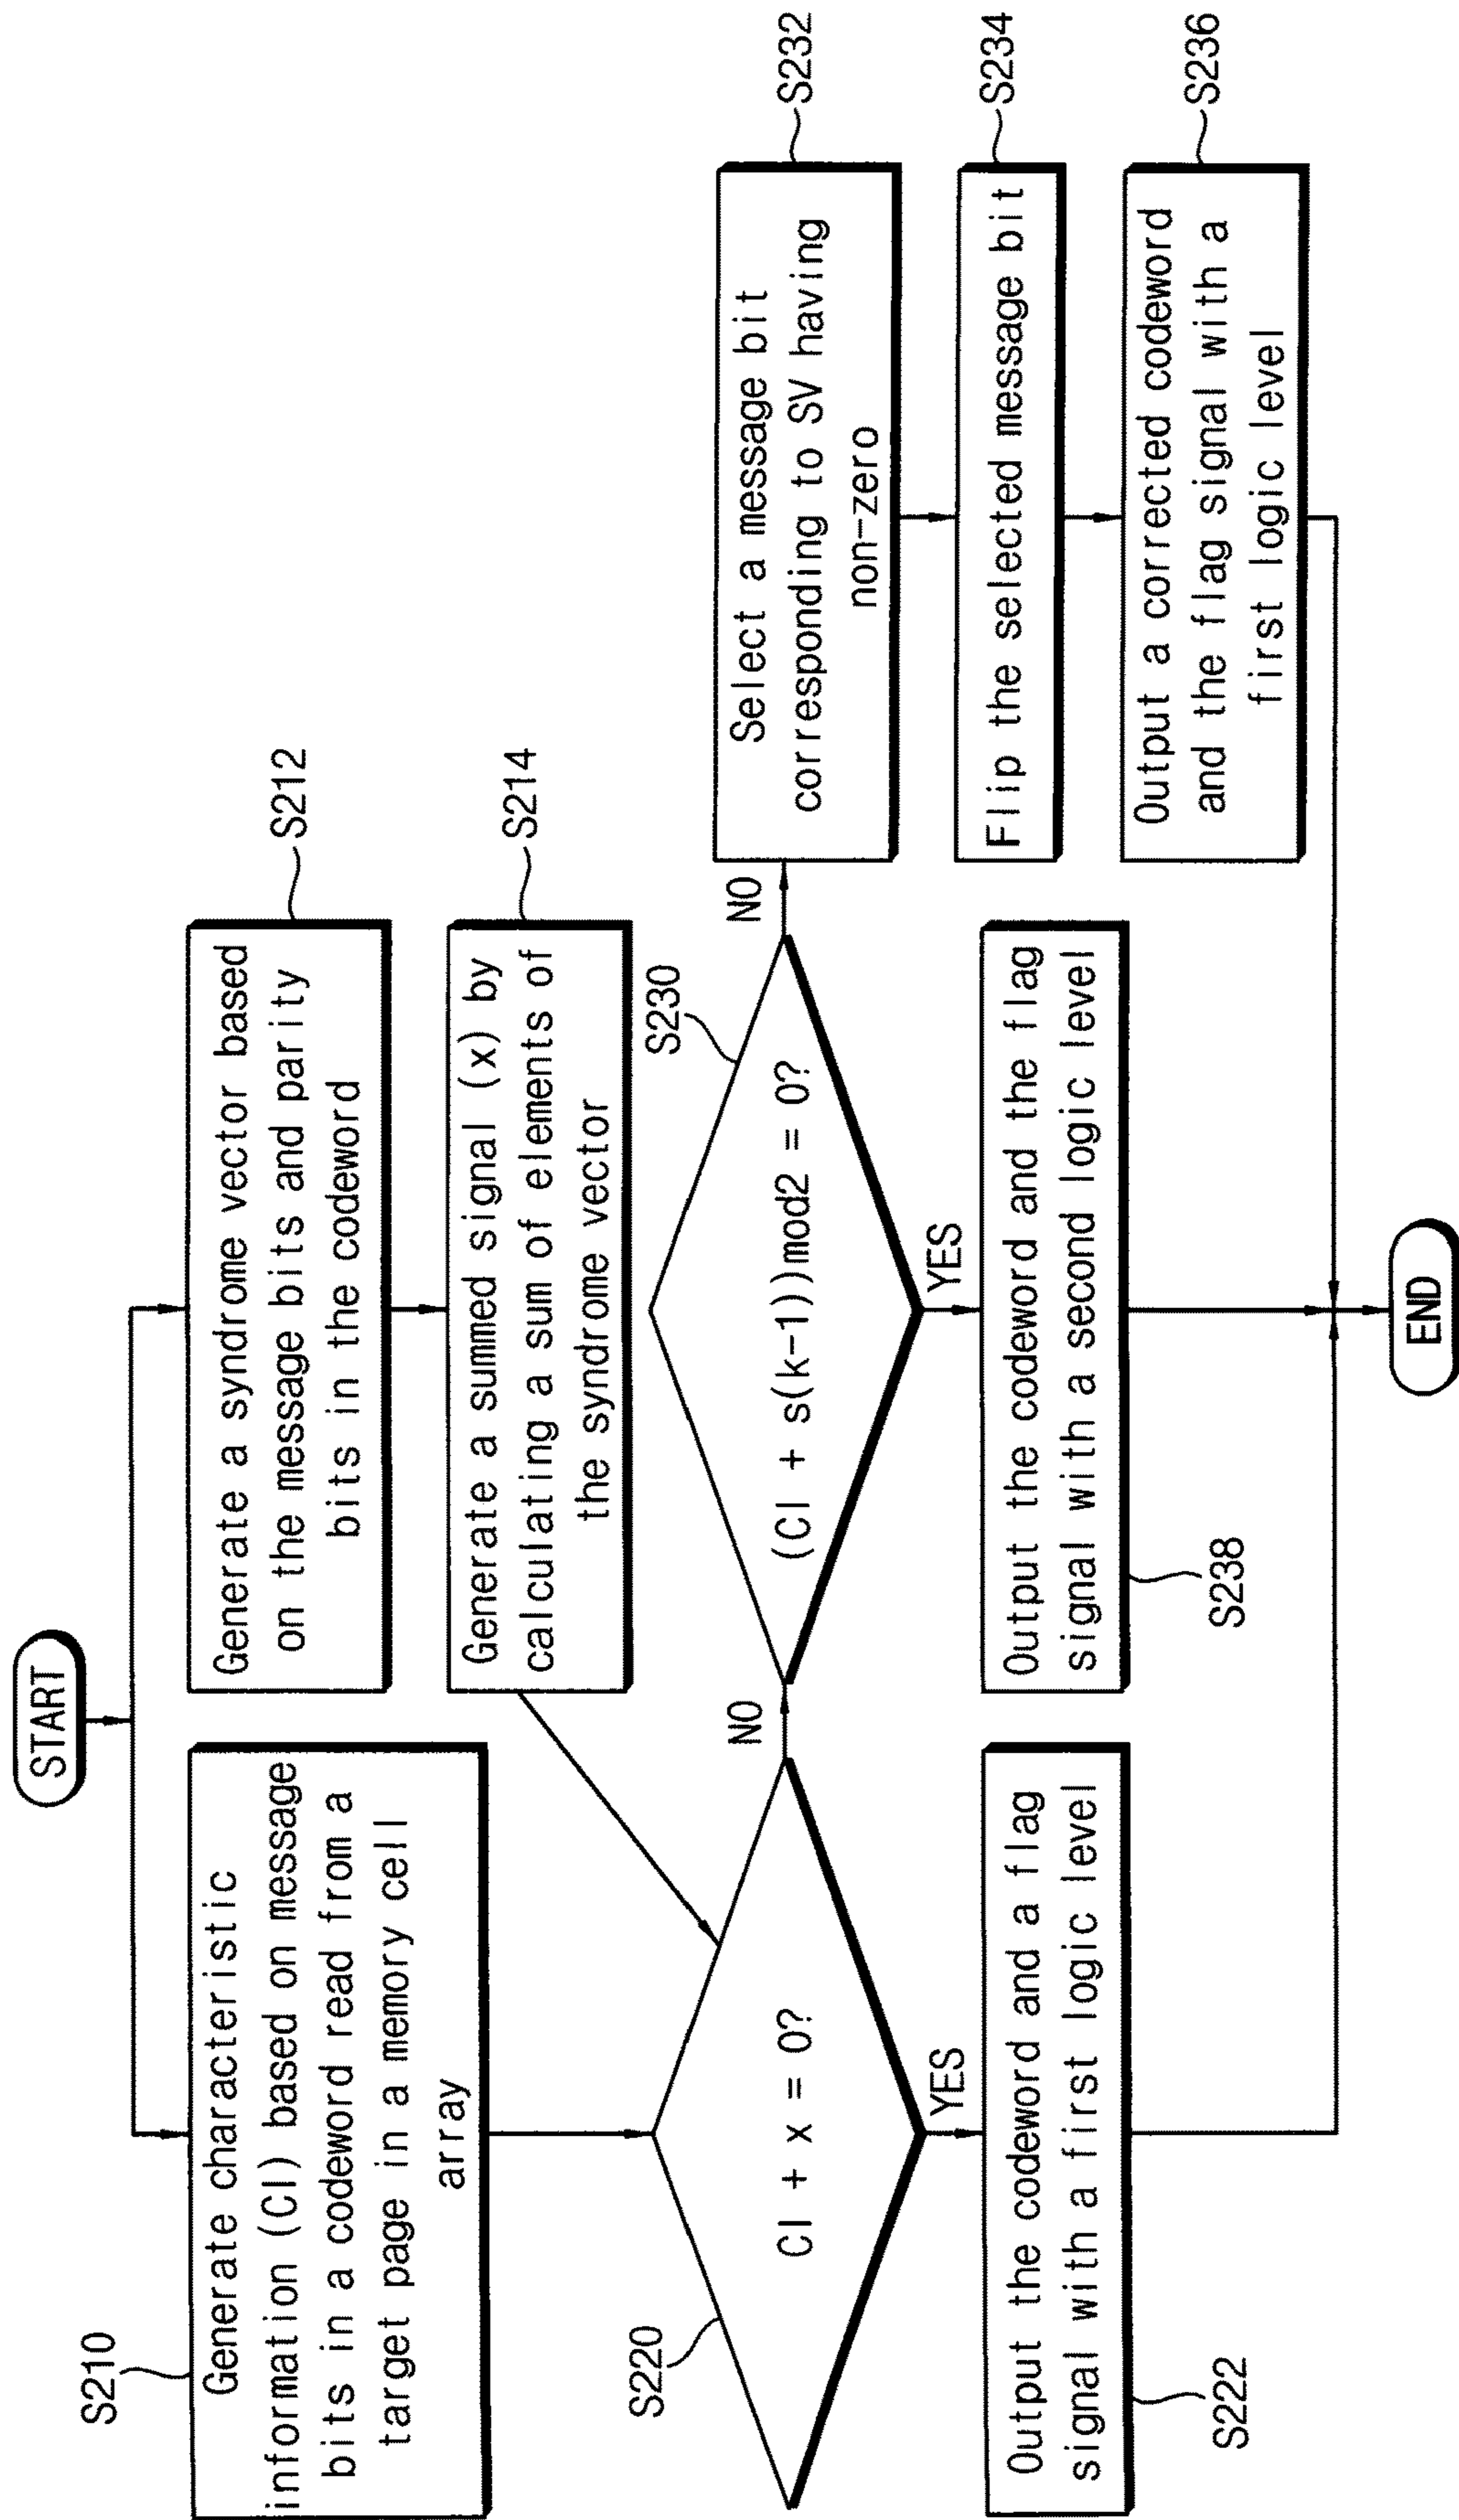 START
S210
Generate characteristic
information (CI) based on message
bits in a codeword read from a
target page in a memory cell
array
S212
Generate a syndrome vector based
on the message bits and parity
bits in the codeword
S214
Generate a summed signal (x) by
calculating a sum of elements of
the syndrome vector
S220
CI + x = 0?
NO
YES
S230
(CI + s(k-1))mod2 = 0?
NO
YES
Select a message bit
corresponding to SV having
non-zero
S232
Flip the selected message bit
S234
Output a corrected codeword
and the flag signal with a
first logic level
S236
Output the codeword and a flag
signal with a first logic level
S222
Output the codeword and the flag
signal with a second logic level
S238
END